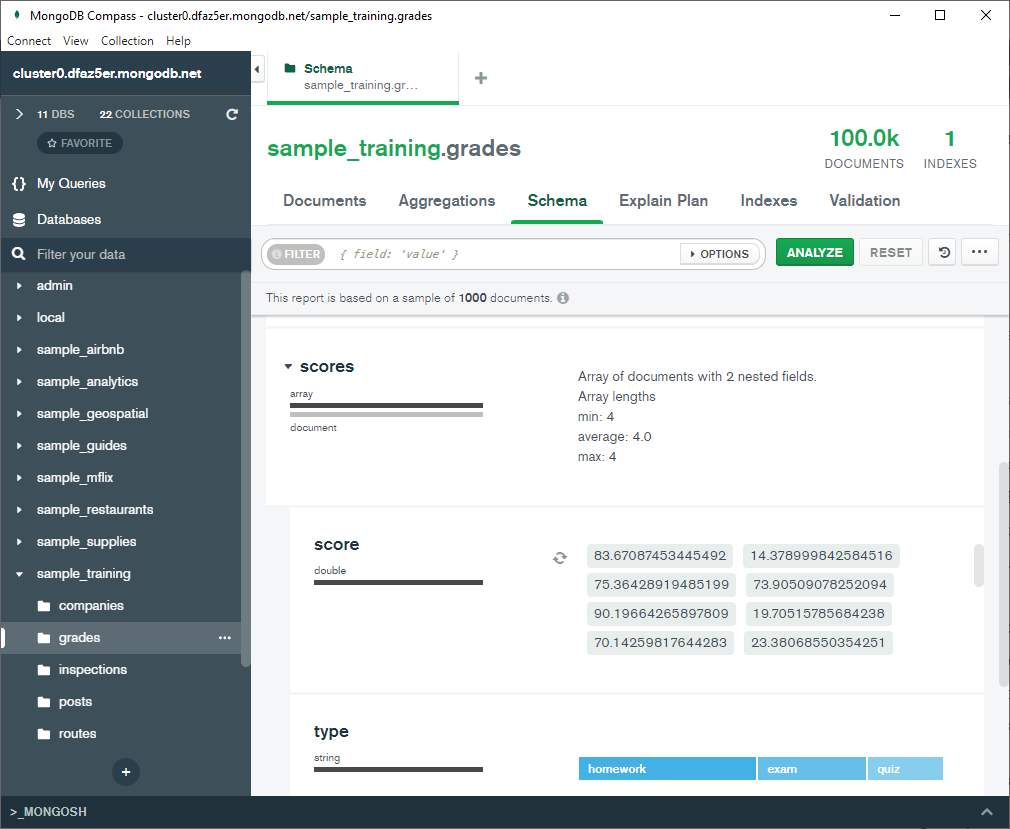 MongoDB Compass - cluster0.dfaz5er.mongodb.net/sample_training.grades
Connect View Collection Help
cluster0.dfaz5er.mongodb.net
11 DBS 22 COLLECTIONS
FAVORITE
{} My Queries
Databases
Filter your data
admin
local
sample_airbnb
sample_analytics
sample_geospatial
sample_guides
sample_mflix
sample_restaurants
sample_supplies
sample_training
companies
grades ...
inspections
posts
routes
+
Schema
sample_training.gr...
+
sample_training.grades
100.0k
DOCUMENTS
1
INDEXES
Documents Aggregations Schema Explain Plan Indexes Validation
FILTER { field: 'value' } OPTIONS ANALYZE RESET ...
This report is based on a sample of 1000 documents.
scores
array
document
Array of documents with 2 nested fields.
Array lengths
min: 4
average: 4.0
max: 4
score
double
83.67087453445492 14.378999842584516
75.36428919485199 73.90509078252094
90.19664265897809 19.70515785684238
70.14259817644283 23.38068550354251
type
string
homework exam quiz
>_MONGOSH